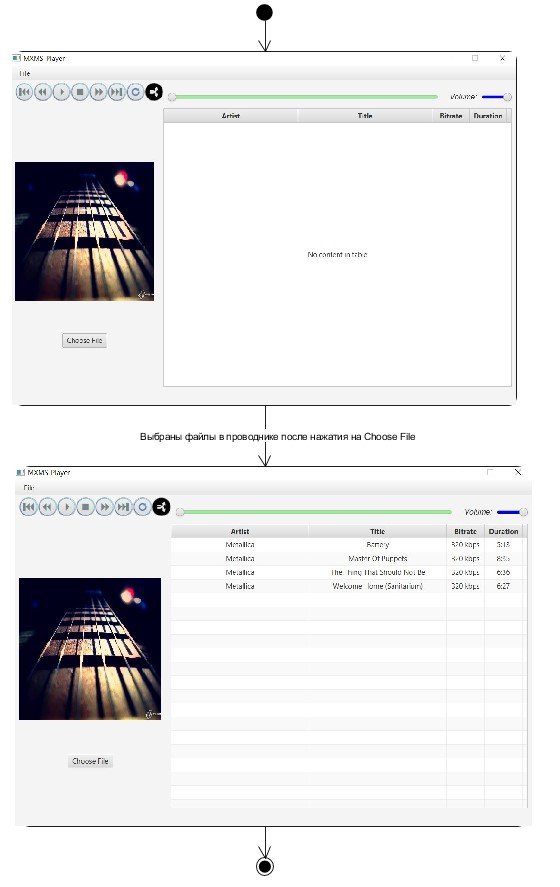 MXMS Player
File
Volume:
Artist Title Bitrate Duration
No content in table
Choose File
Выбраны файлы в проводнике после нажатия на Choose File
MXMS Player
File
Volume:
Artist Title Bitrate Duration
Metallica Battery 320 kbps 5:13
Metallica Master Of Puppets 320 kbps 8:35
Metallica The Thing That Should Not Be 320 kbps 6:36
Metallica Welcome Home (Sanitarium) 320 kbps 6:27
Choose File